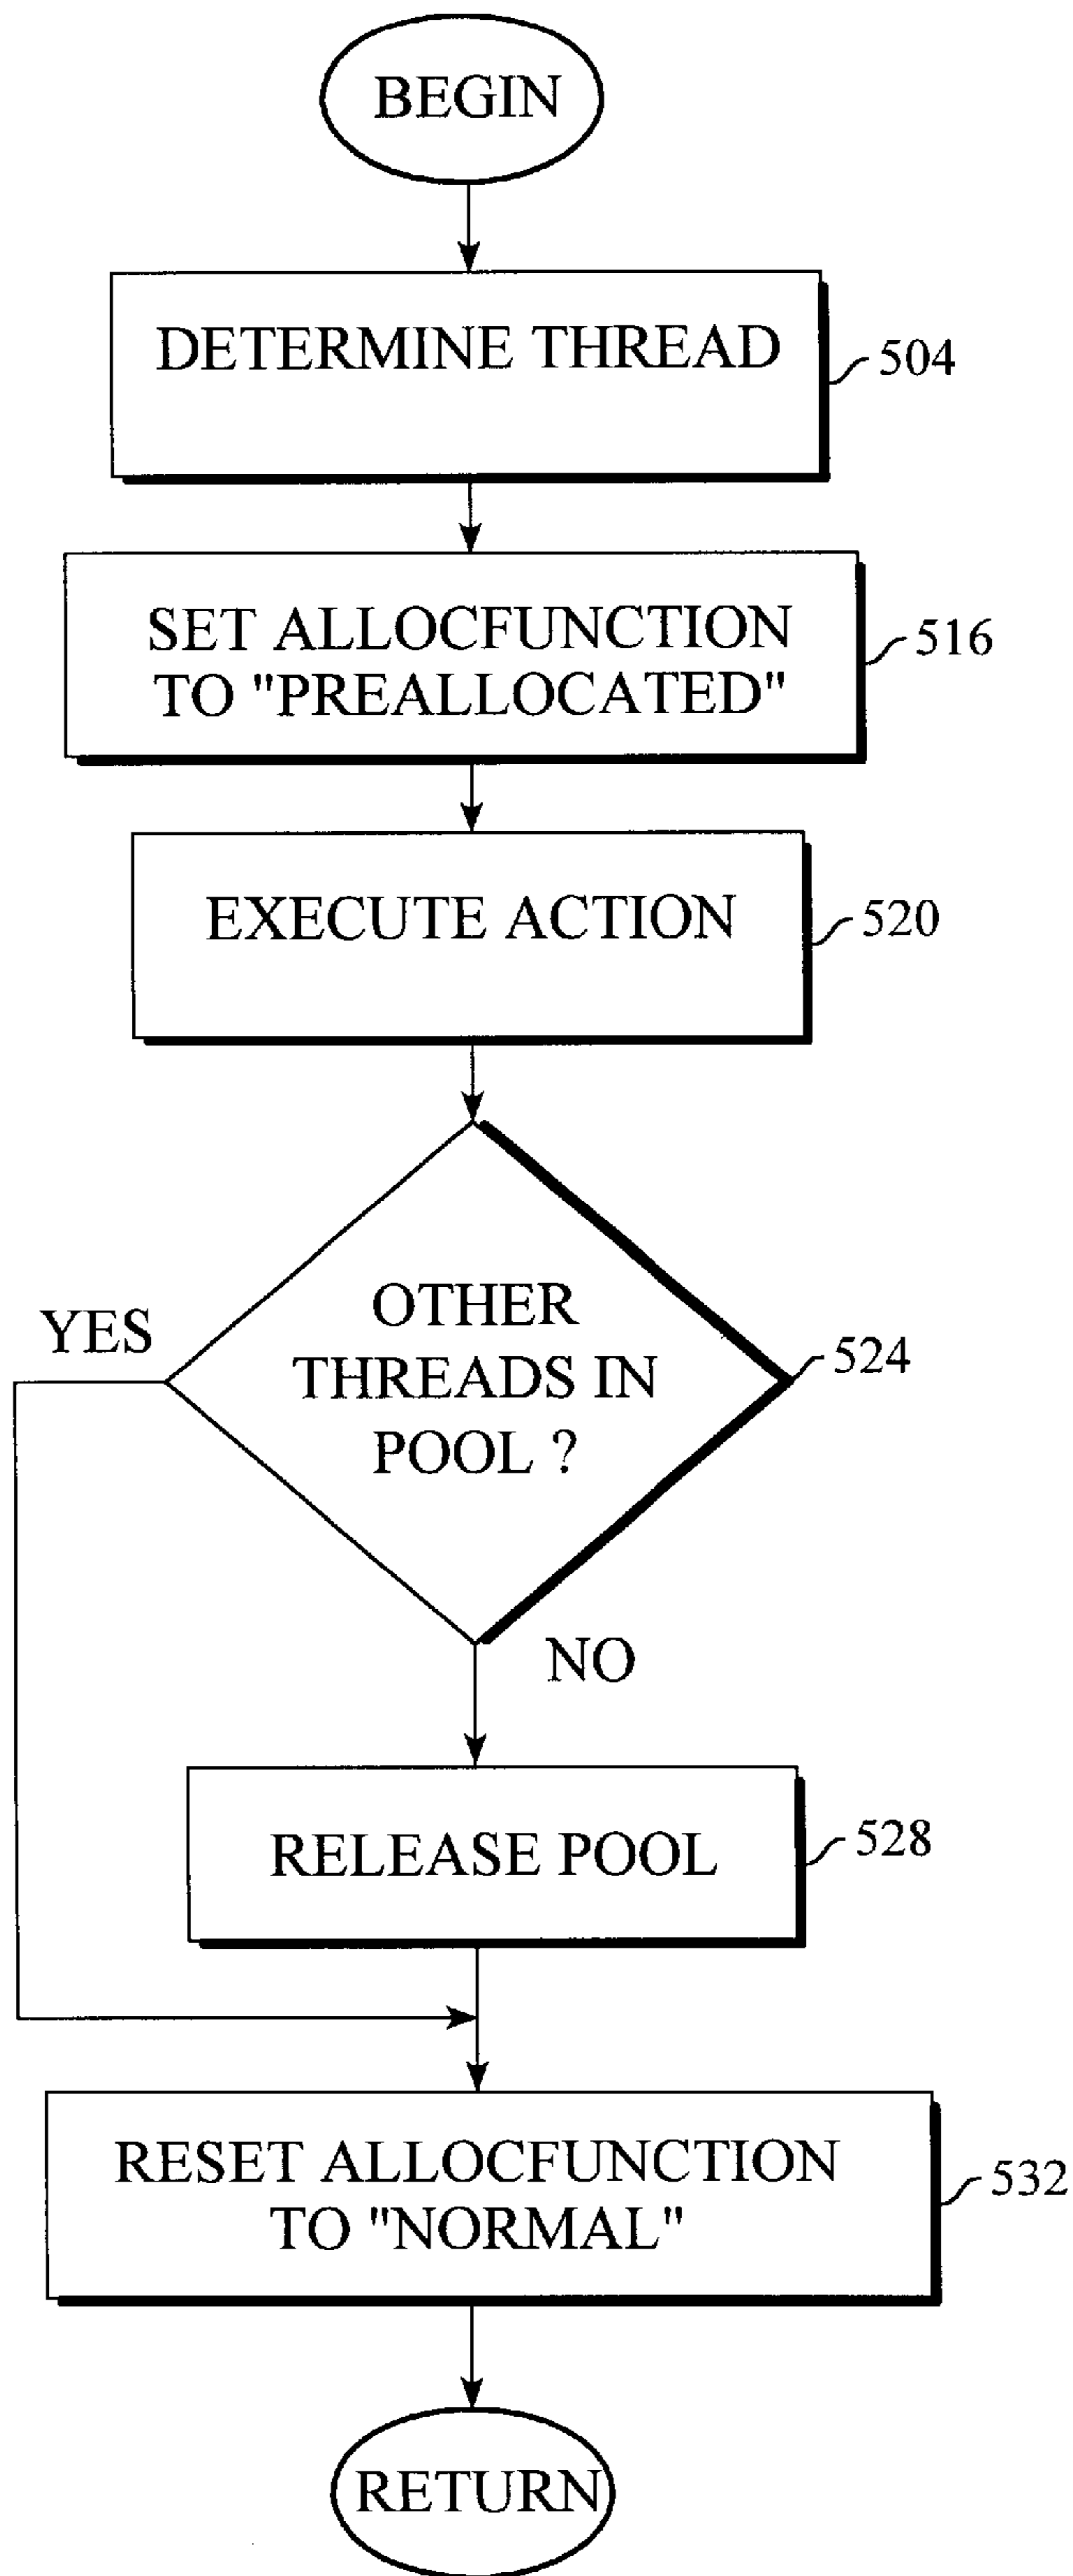 BEGIN
DETERMINE THREAD
504
SET ALLOCFUNCTION
TO "PREALLOCATED"
516
EXECUTE ACTION
520
OTHER
THREADS IN
POOL ?
524
YES
NO
RELEASE POOL
528
RESET ALLOCFUNCTION
TO "NORMAL"
532
RETURN